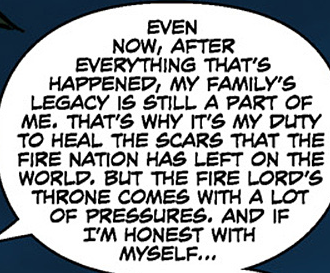 EVEN
NOW, AFTER
EVERYTHING THAT'S
HAPPENED, MY FAMILY'S
LEGACY IS STILL A PART OF
ME. THAT'S WHY IT'S MY DUTY
TO HEAL THE SCARS THAT THE
FIRE NATION HAS LEFT ON THE
WORLD. BUT THE FIRE LORD'S
THRONE COMES WITH A LOT
OF PRESSURES. AND IF
I'M HONEST WITH
MYSELF...